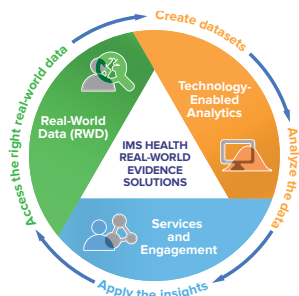 Create datasets
Access the right real-world data
Technology-
Enabled
Analytics
Real-World
Data (RWD)
IMS HEALTH
REAL-WORLD
EVIDENCE
SOLUTIONS
Analyze the data
Services
and
Engagement
Apply the insights